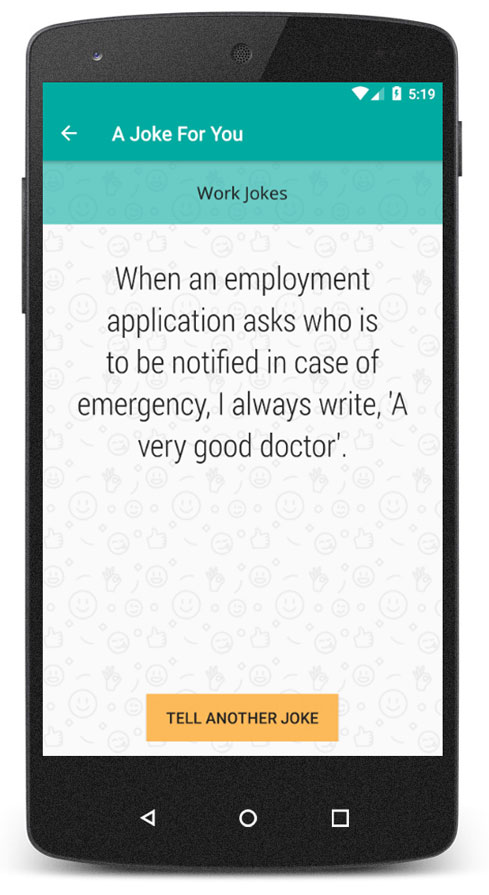 5:19
A Joke For You
Work Jokes
When an employment
application asks who is
to be notified in case of
emergency, I always write, 'A
very good doctor'.
TELL ANOTHER JOKE